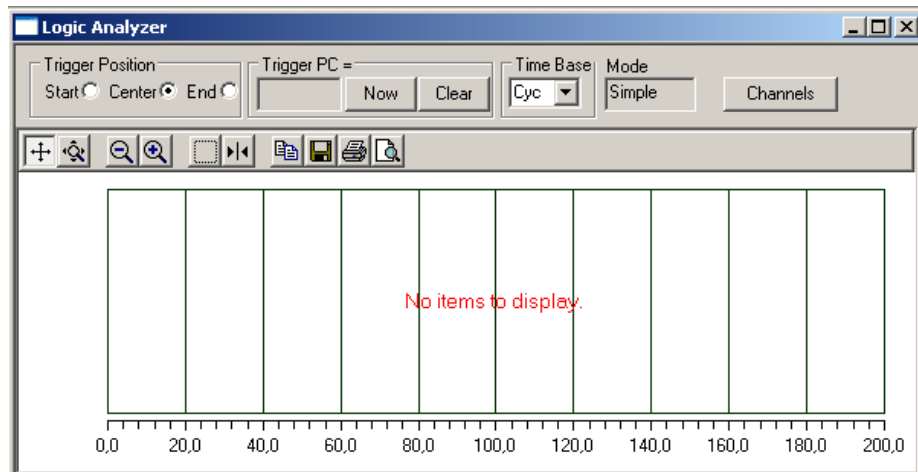 Logic Analyzer
Trigger Position
Start Center End
Trigger PC =
Now Clear
Time Base
Cyc
Mode
Simple
Channels
No items to display.
0,0 20,0 40,0 60,0 80,0 100,0 120,0 140,0 160,0 180,0 200,0